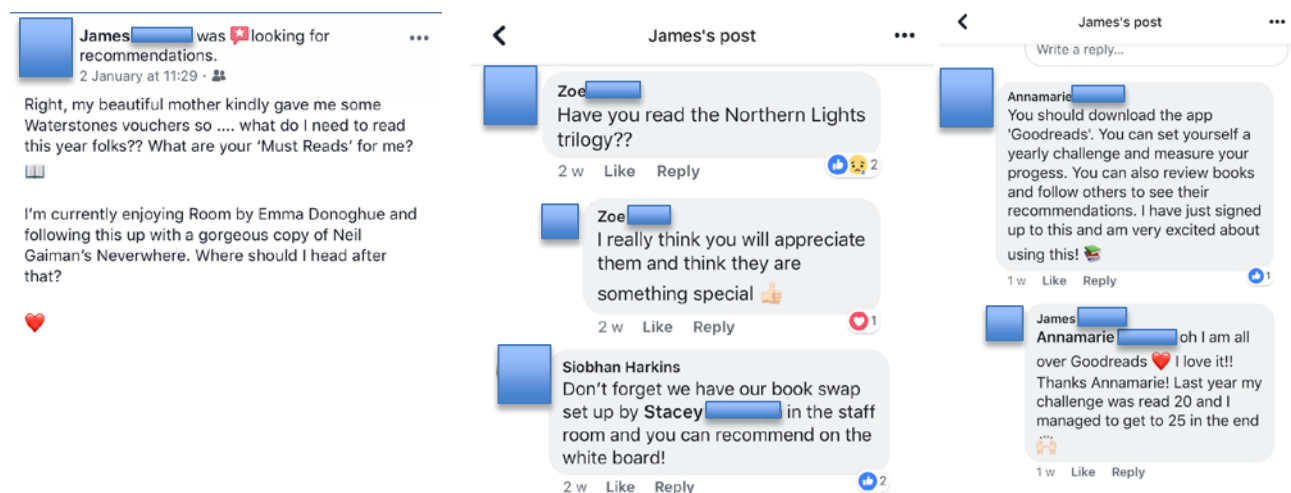 James was looking for
recommendations.
2 January at 11:29 ·
Right, my beautiful mother kindly gave me some
Waterstones vouchers so .... what do I need to read
this year folks?? What are your 'Must Reads' for me?
📖
I'm currently enjoying Room by Emma Donoghue and
following this up with a gorgeous copy of Neil
Gaiman's Neverwhere. Where should I head after
that?
❤️
James's post
Zoe
Have you read the Northern Lights
trilogy??
2 w Like Reply 2
Zoe
I really think you will appreciate
them and think they are
something special 👍🏻
2 w Like Reply 1
Siobhan Harkins
Don't forget we have our book swap
set up by Stacey in the staff
room and you can recommend on the
white board!
2 w Like Reply 2
James's post
Write a reply...
Annamarie
You should download the app
'Goodreads'. You can set yourself a
yearly challenge and measure your
progess. You can also review books
and follow others to see their
recommendations. I have just signed
up to this and am very excited about
using this! 📚
1 w Like Reply 1
James
Annamarie oh I am all
over Goodreads ❤️ I love it!!
Thanks Annamarie! Last year my
challenge was read 20 and I
managed to get to 25 in the end
🙌🏻
1 w Like Reply